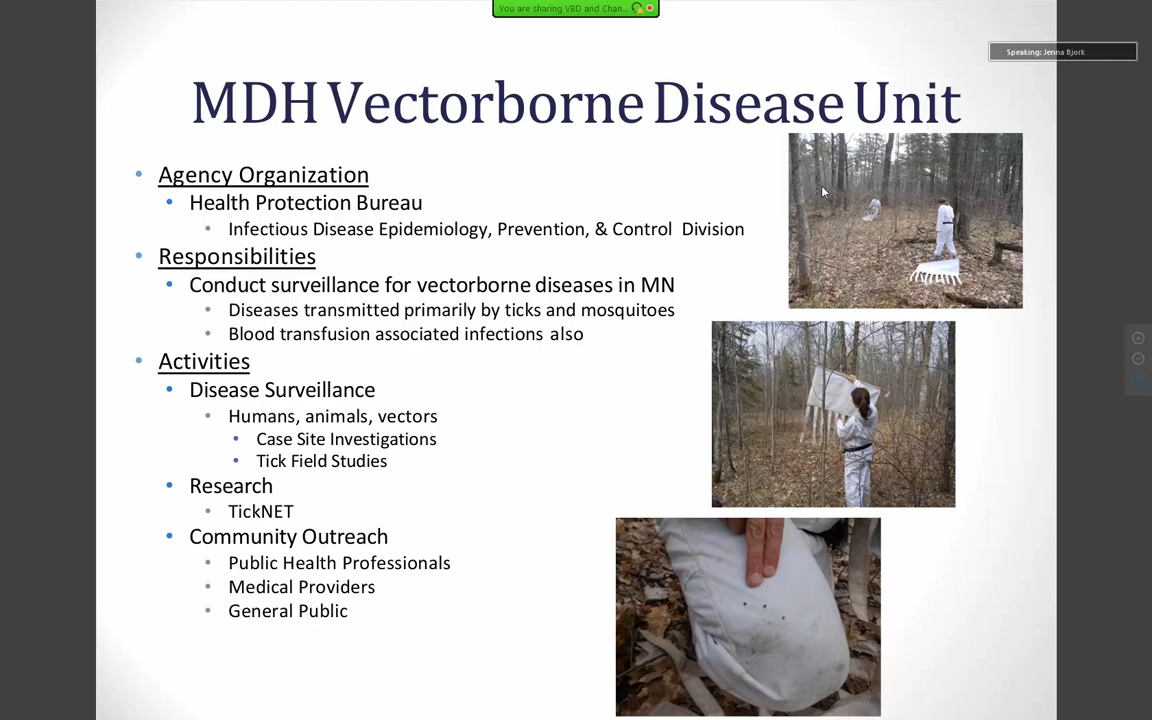 You are sharing VBD and Chan...
Speaking: Jenna Bjork
MDH Vectorborne Disease Unit
• Agency Organization
• Health Protection Bureau
• Infectious Disease Epidemiology, Prevention, & Control Division
• Responsibilities
• Conduct surveillance for vectorborne diseases in MN
• Diseases transmitted primarily by ticks and mosquitoes
• Blood transfusion associated infections also
• Activities
• Disease Surveillance
• Humans, animals, vectors
• Case Site Investigations
• Tick Field Studies
• Research
• TickNET
• Community Outreach
• Public Health Professionals
• Medical Providers
• General Public